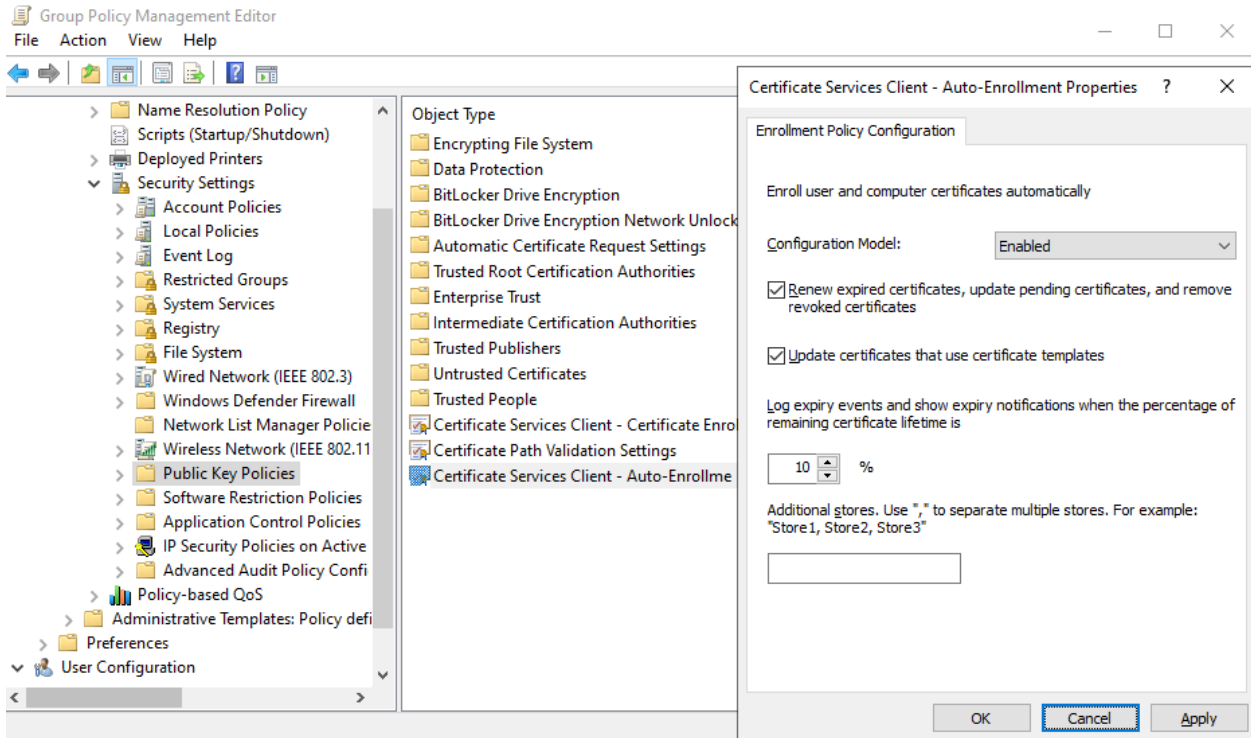 Group Policy Management Editor
File Action View Help
Name Resolution Policy
Scripts (Startup/Shutdown)
Deployed Printers
Security Settings
Account Policies
Local Policies
Event Log
Restricted Groups
System Services
Registry
File System
Wired Network (IEEE 802.3)
Windows Defender Firewall
Network List Manager Policie
Wireless Network (IEEE 802.11
Public Key Policies
Software Restriction Policies
Application Control Policies
IP Security Policies on Active
Advanced Audit Policy Confi
Policy-based QoS
Administrative Templates: Policy defi
Preferences
User Configuration
Object Type
Encrypting File System
Data Protection
BitLocker Drive Encryption
BitLocker Drive Encryption Network Unlock
Automatic Certificate Request Settings
Trusted Root Certification Authorities
Enterprise Trust
Intermediate Certification Authorities
Trusted Publishers
Untrusted Certificates
Trusted People
Certificate Services Client - Certificate Enrol
Certificate Path Validation Settings
Certificate Services Client - Auto-Enrollme
Certificate Services Client - Auto-Enrollment Properties ?
Enrollment Policy Configuration
Enroll user and computer certificates automatically
Configuration Model: Enabled
Renew expired certificates, update pending certificates, and remove
revoked certificates
Update certificates that use certificate templates
Log expiry events and show expiry notifications when the percentage of
remaining certificate lifetime is
10 %
Additional stores. Use "," to separate multiple stores. For example:
"Store1, Store2, Store3"
OK Cancel Apply